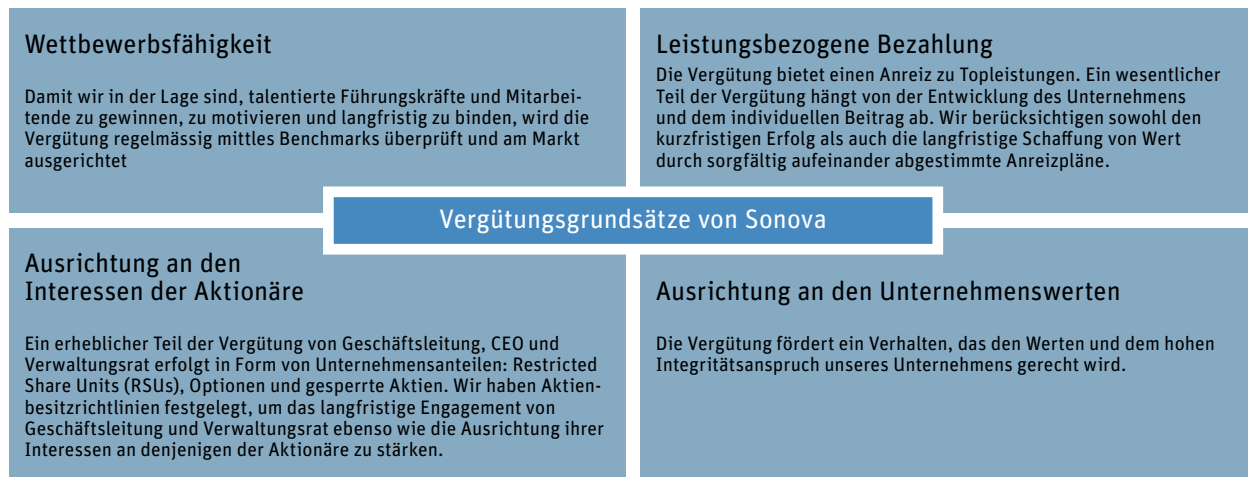 Wettbewerbsfähigkeit
Damit wir in der Lage sind, talentierte Führungskräfte und Mitarbei-
tende zu gewinnen, zu motivieren und langfristig zu binden, wird die
Vergütung regelmässig mittles Benchmarks überprüft und am Markt
ausgerichtet
Leistungsbezogene Bezahlung
Die Vergütung bietet einen Anreiz zu Topleistungen. Ein wesentlicher
Teil der Vergütung hängt von der Entwicklung des Unternehmens
und dem individuellen Beitrag ab. Wir berücksichtigen sowohl den
kurzfristigen Erfolg als auch die langfristige Schaffung von Wert
durch sorgfältig aufeinander abgestimmte Anreizpläne.
Vergütungsgrundsätze von Sonova
Ausrichtung an den
Interessen der Aktionäre
Ein erheblicher Teil der Vergütung von Geschäftsleitung, CEO und
Verwaltungsrat erfolgt in Form von Unternehmensanteilen: Restricted
Share Units (RSUs), Optionen und gesperrte Aktien. Wir haben Aktien-
besitzrichtlinien festgelegt, um das langfristige Engagement von
Geschäftsleitung und Verwaltungsrat ebenso wie die Ausrichtung ihrer
Interessen an denjenigen der Aktionäre zu stärken.
Ausrichtung an den Unternehmenswerten
Die Vergütung fördert ein Verhalten, das den Werten und dem hohen
Integritätsanspruch unseres Unternehmens gerecht wird.